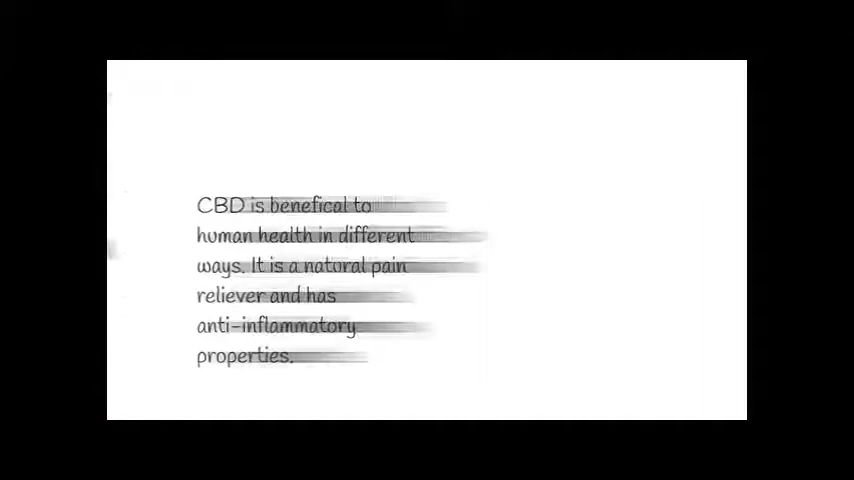 CBD is benefical to
human health in different
ways. It is a natural pain
reliever and has
anti-inflammatory
properties.